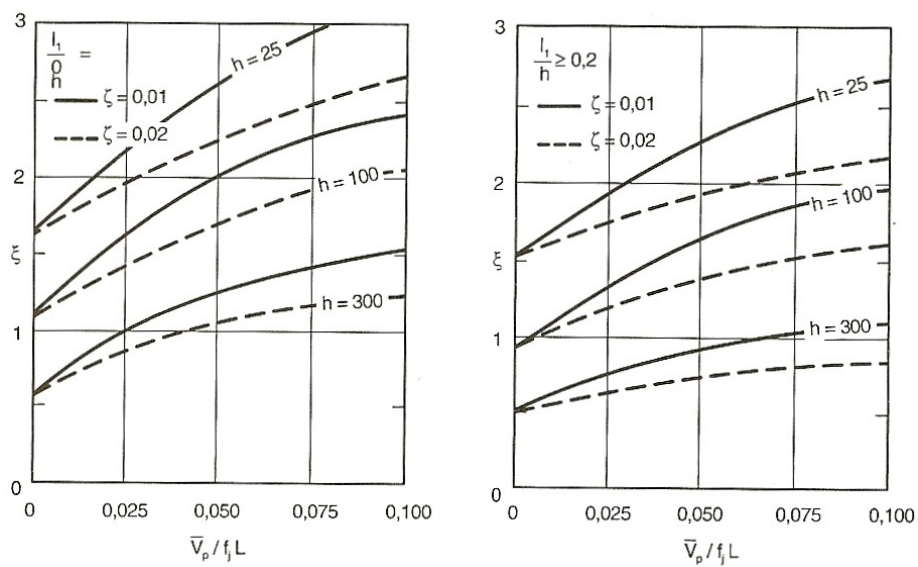 3
2
ξ
1
0
l₁
0
h
=
ζ = 0,01
ζ = 0,02
h = 25
h = 100
h = 300
0 0,025 0,050 0,075 0,100
V̅ₚ / fⱼ L
3
2
ξ
1
0
l₁
h
≥ 0,2
ζ = 0,01
ζ = 0,02
h = 25
h = 100
h = 300
0 0,025 0,050 0,075 0,100
V̅ₚ / fⱼ L